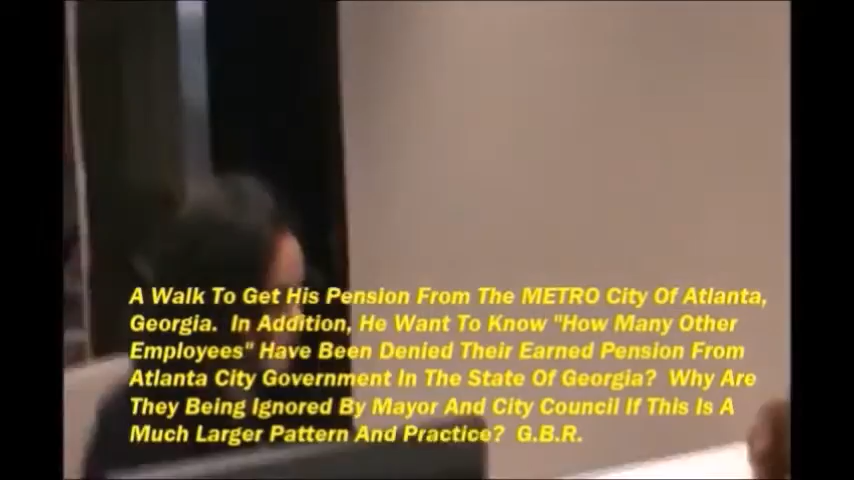 A Walk To Get His Pension From The METRO City Of Atlanta,
Georgia.  In Addition, He Want To Know "How Many Other
Employees" Have Been Denied Their Earned Pension From
Atlanta City Government In The State Of Georgia?  Why Are
They Being Ignored By Mayor And City Council If This Is A
Much Larger Pattern And Practice?  G.B.R.